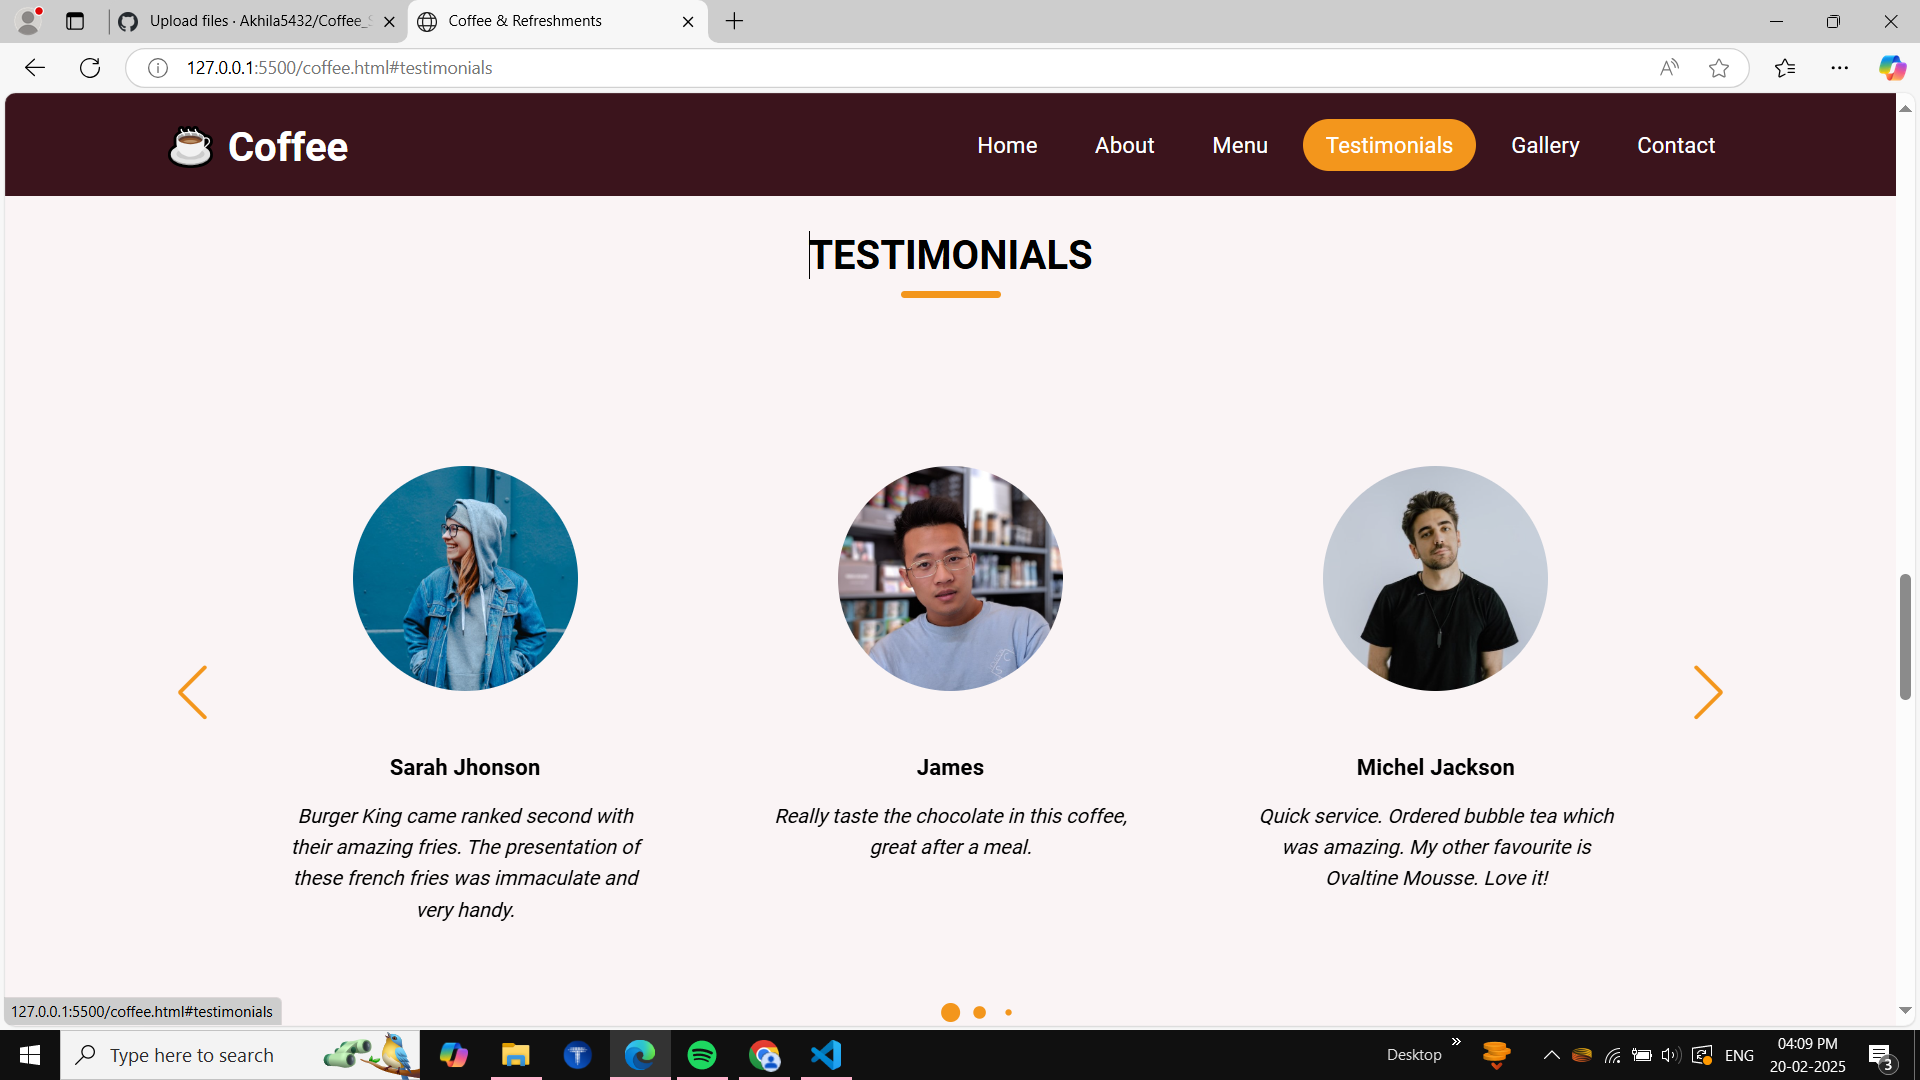 Upload files · Akhila5432/Coffee_S
Coffee & Refreshments
127.0.0.1:5500/coffee.html#testimonials
Coffee
Home
About
Menu
Testimonials
Gallery
Contact
TESTIMONIALS
Sarah Jhonson
Burger King came ranked second with
their amazing fries. The presentation of
these french fries was immaculate and
very handy.
James
Really taste the chocolate in this coffee,
great after a meal.
Michel Jackson
Quick service. Ordered bubble tea which
was amazing. My other favourite is
Ovaltine Mousse. Love it!
127.0.0.1:5500/coffee.html#testimonials
Type here to search
Desktop
ENG
04:09 PM
20-02-2025
3